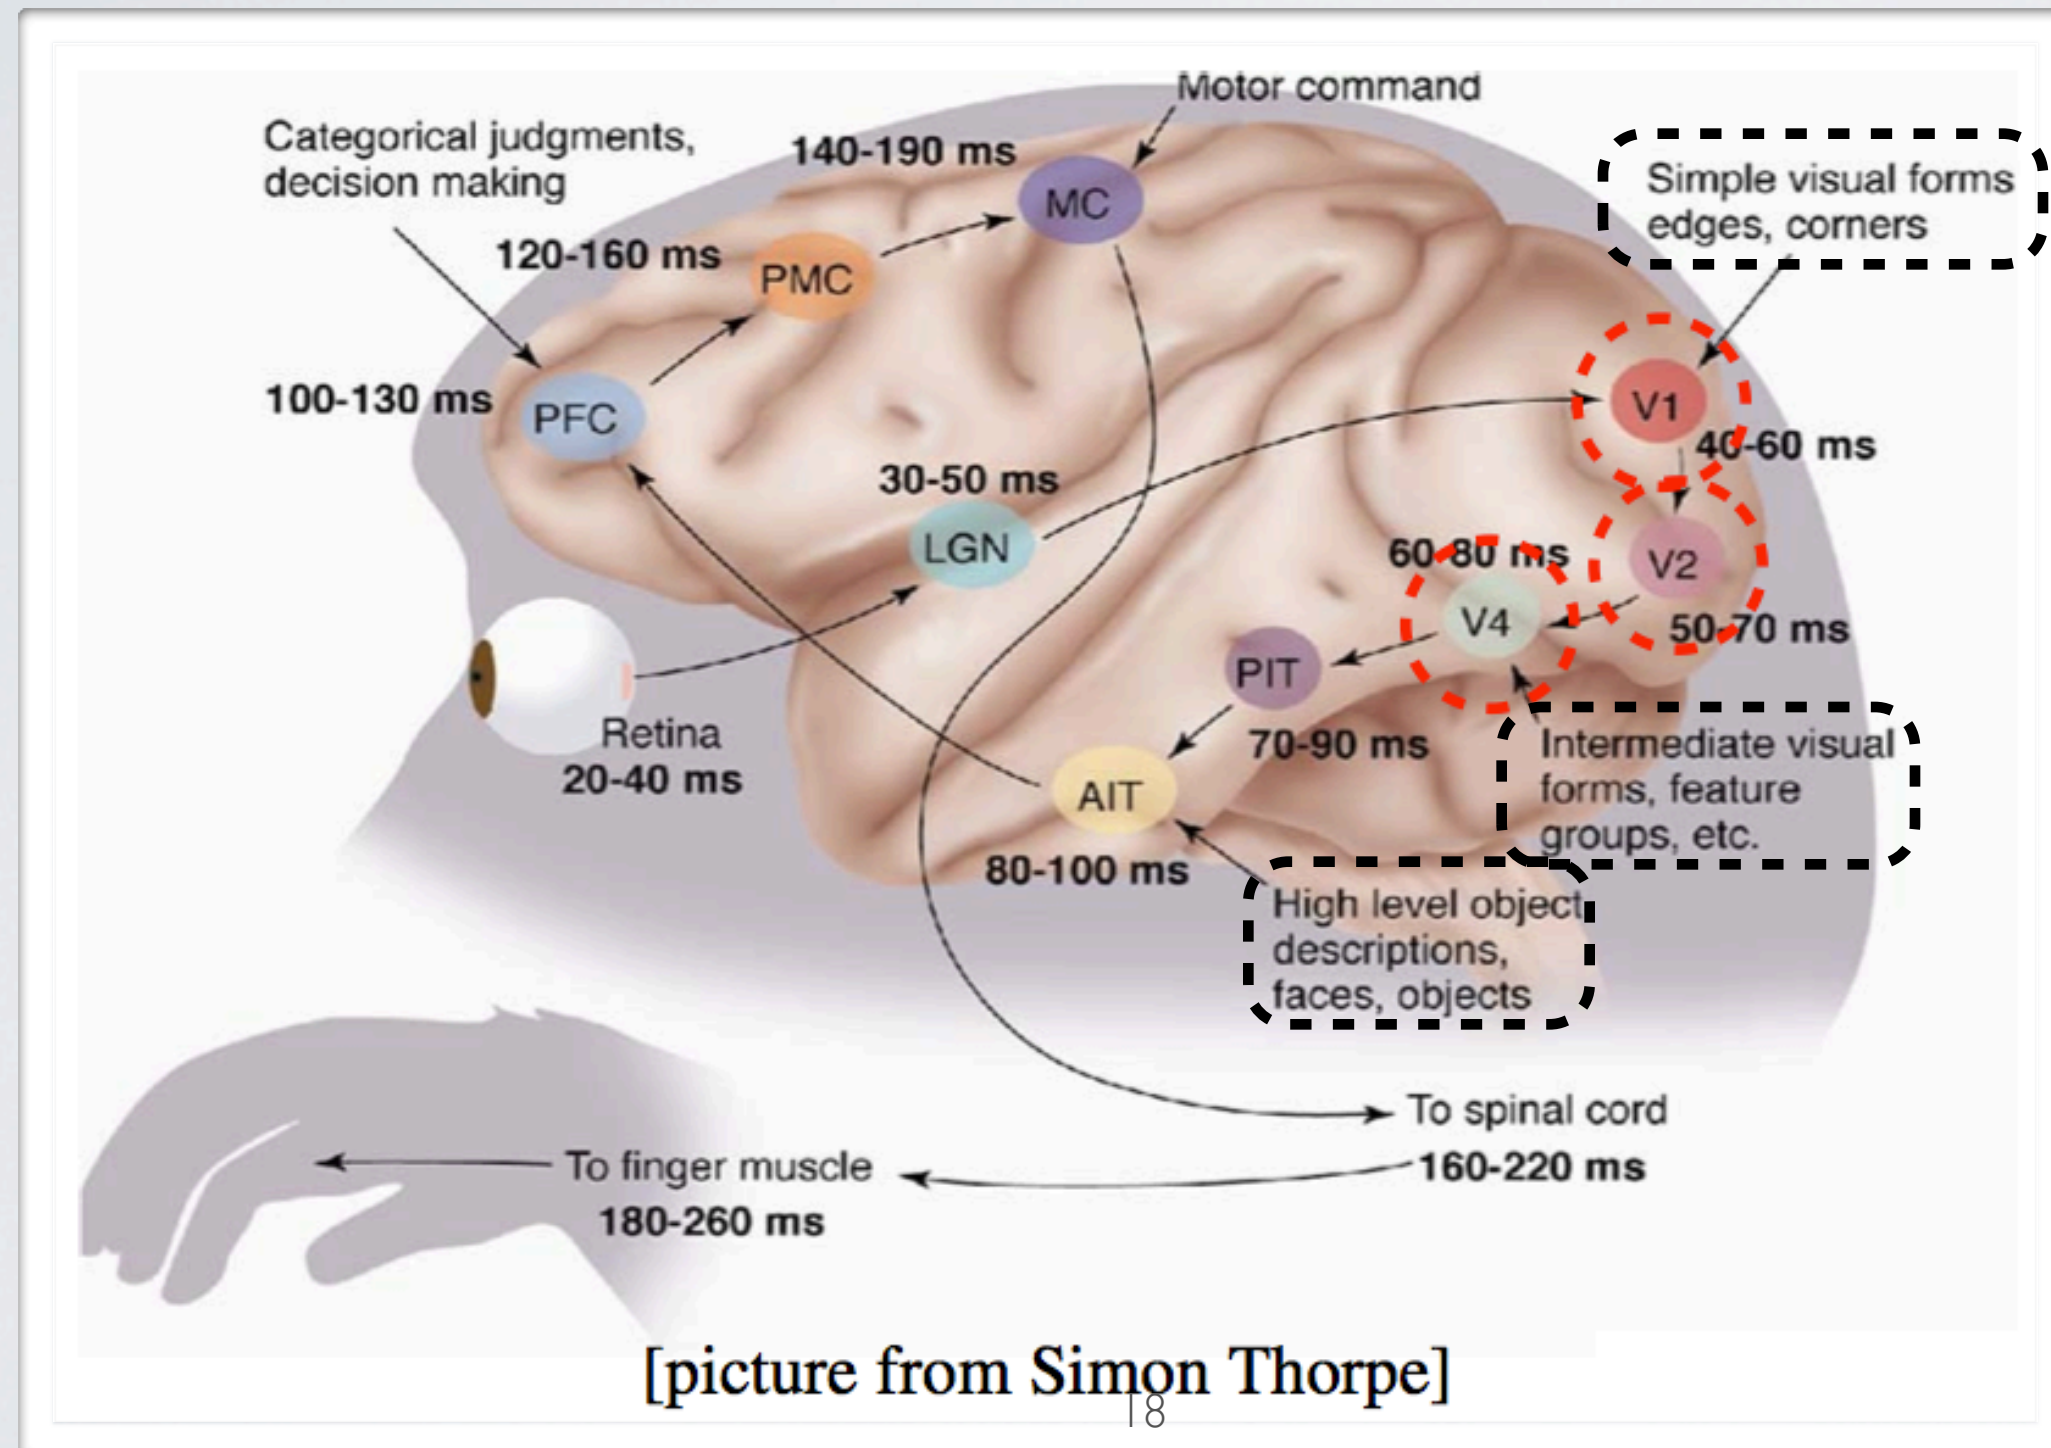 Motor command
Categorical judgments,
decision making
140-190 ms
MC
Simple visual forms
edges, corners
120-160 ms
PMC
100-130 ms
PFC
V1
40-60 ms
30-50 ms
LGN
60-80 ms
V2
V4
50-70 ms
PIT
Retina
20-40 ms
70-90 ms
Intermediate visual
forms, feature
groups, etc.
AIT
80-100 ms
High level object
descriptions,
faces, objects
To spinal cord
160-220 ms
To finger muscle
180-260 ms
[picture from Simon Thorpe]
18